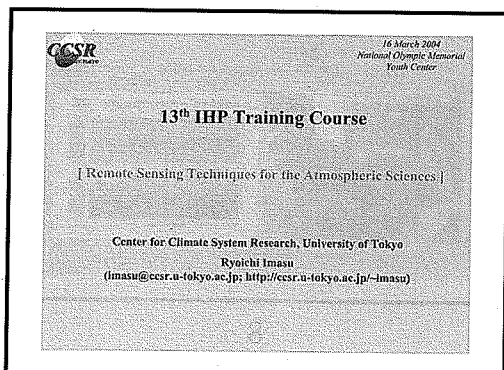 CCSR
16 March 2004
National Olympic Memorial
Youth Center
13th IHP Training Course
[ Remote Sensing Techniques for the Atmospheric Sciences ]
Center for Climate System Research, University of Tokyo
Ryoichi Imasu
(imasu@ccsr.u-tokyo.ac.jp; http://ccsr.u-tokyo.ac.jp/~imasu)